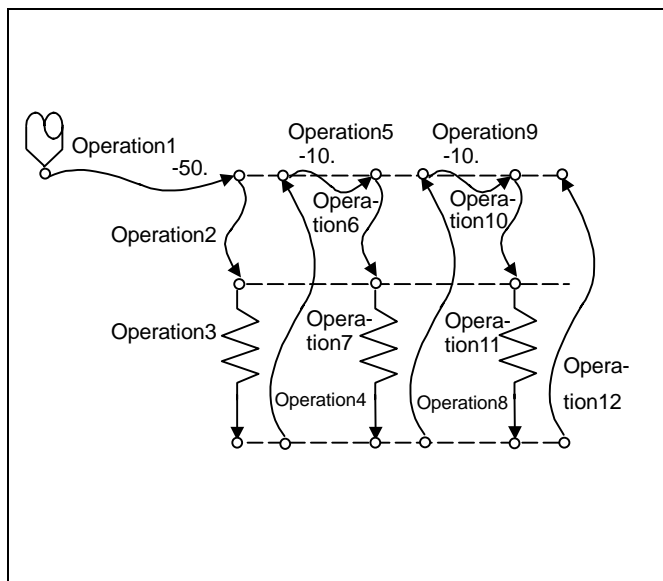 Operation1
-50.
Operation5
-10.
Operation9
-10.
Opera-
tion6
Opera-
tion10
Operation2
Operation3
Opera-
tion7
Opera-
tion11
Operation4
Operation8
Opera-
tion12